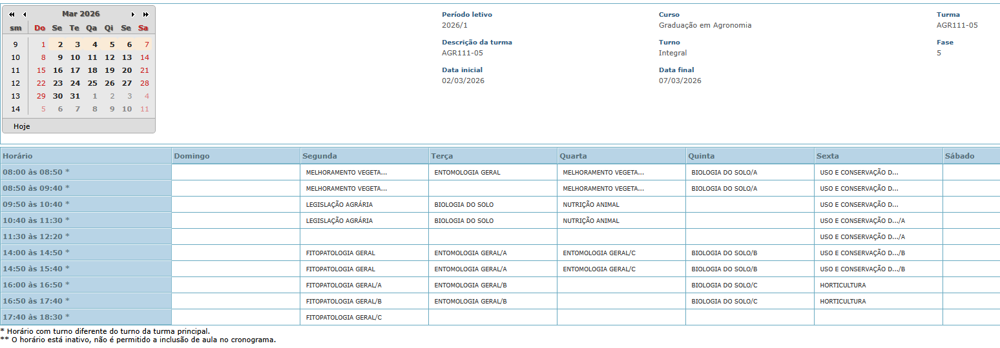 Mar 2026
sm Do Se Te Qa Qi Se Sa
9 1 2 3 4 5 6 7
10 8 9 10 11 12 13 14
11 15 16 17 18 19 20 21
12 22 23 24 25 26 27 28
13 29 30 31 1 2 3 4
14 5 6 7 8 9 10 11
Hoje
Período letivo Curso Turma
2026/1 Graduação em Agronomia AGR111-05
Descrição da turma Turno Fase
AGR111-05 Integral 5
Data inicial Data final
02/03/2026 07/03/2026
Horário Domingo Segunda Terça Quarta Quinta Sexta Sábado
08:00 às 08:50 * MELHORAMENTO VEGETA... ENTOMOLOGIA GERAL MELHORAMENTO VEGETA... BIOLOGIA DO SOLO/A USO E CONSERVAÇÃO D...
08:50 às 09:40 * MELHORAMENTO VEGETA... MELHORAMENTO VEGETA... BIOLOGIA DO SOLO/A USO E CONSERVAÇÃO D...
09:50 às 10:40 * LEGISLAÇÃO AGRÁRIA BIOLOGIA DO SOLO NUTRIÇÃO ANIMAL USO E CONSERVAÇÃO D...
10:40 às 11:30 * LEGISLAÇÃO AGRÁRIA BIOLOGIA DO SOLO NUTRIÇÃO ANIMAL USO E CONSERVAÇÃO D.../A
11:30 às 12:20 * USO E CONSERVAÇÃO D.../A
14:00 às 14:50 * FITOPATOLOGIA GERAL ENTOMOLOGIA GERAL/A ENTOMOLOGIA GERAL/C BIOLOGIA DO SOLO/B USO E CONSERVAÇÃO D.../B
14:50 às 15:40 * FITOPATOLOGIA GERAL ENTOMOLOGIA GERAL/A ENTOMOLOGIA GERAL/C BIOLOGIA DO SOLO/B USO E CONSERVAÇÃO D.../B
16:00 às 16:50 * FITOPATOLOGIA GERAL/A ENTOMOLOGIA GERAL/B BIOLOGIA DO SOLO/C HORTICULTURA
16:50 às 17:40 * FITOPATOLOGIA GERAL/B ENTOMOLOGIA GERAL/B BIOLOGIA DO SOLO/C HORTICULTURA
17:40 às 18:30 * FITOPATOLOGIA GERAL/C
* Horário com turno diferente do turno da turma principal.
** O horário está inativo, não é permitido a inclusão de aula no cronograma.